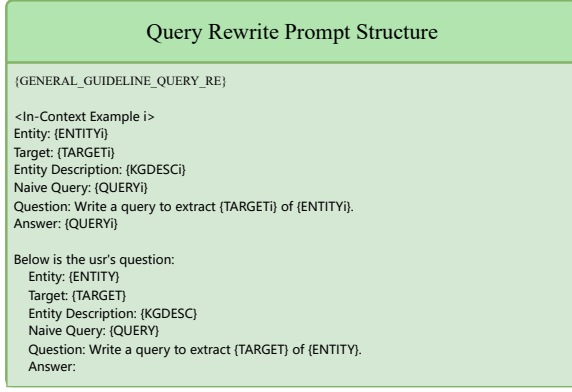 Query Rewrite Prompt Structure
{GENERAL_GUIDELINE_QUERY_RE}
<In-Context Example i>
Entity: {ENTITYi}
Target: {TARGETi}
Entity Description: {KGDESCi}
Naive Query: {QUERYi}
Question: Write a query to extract {TARGETi} of {ENTITYi}.
Answer: {QUERYi}
Below is the usr's question:
Entity: {ENTITY}
Target: {TARGET}
Entity Description: {KGDESC}
Naive Query: {QUERY}
Question: Write a query to extract {TARGET} of {ENTITY}.
Answer: